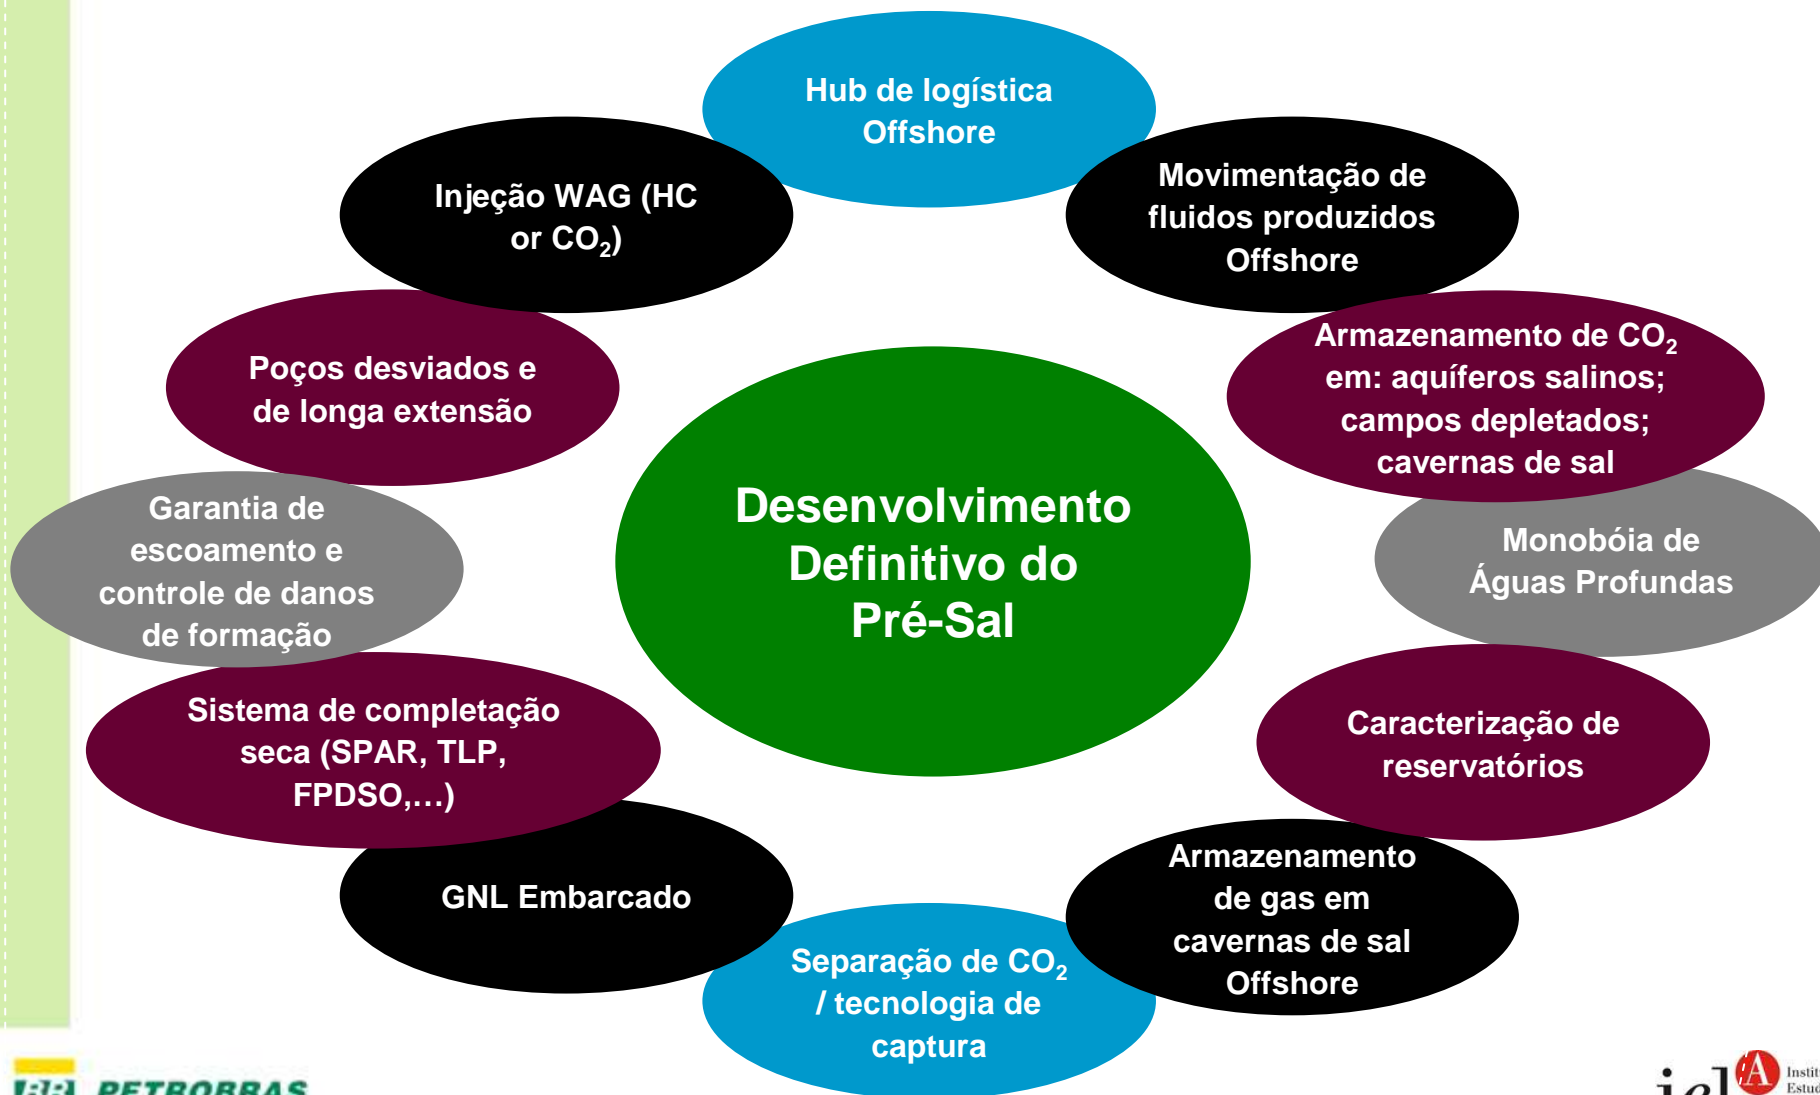 Hub de logística
Offshore
Injeção WAG (HC
or CO₂)
Movimentação de
fluidos produzidos
Offshore
Poços desviados e
de longa extensão
Armazenamento de CO₂
em: aquíferos salinos;
campos depletados;
cavernas de sal
Desenvolvimento
Definitivo do
Pré-Sal
Garantia de
escoamento e
controle de danos
de formação
Monobóia de
Águas Profundas
Sistema de completação
seca (SPAR, TLP,
FPDSO,...)
Caracterização de
reservatórios
GNL Embarcado
Armazenamento
de gas em
cavernas de sal
Offshore
Separação de CO₂
/ tecnologia de
captura
BR PETROBRAS